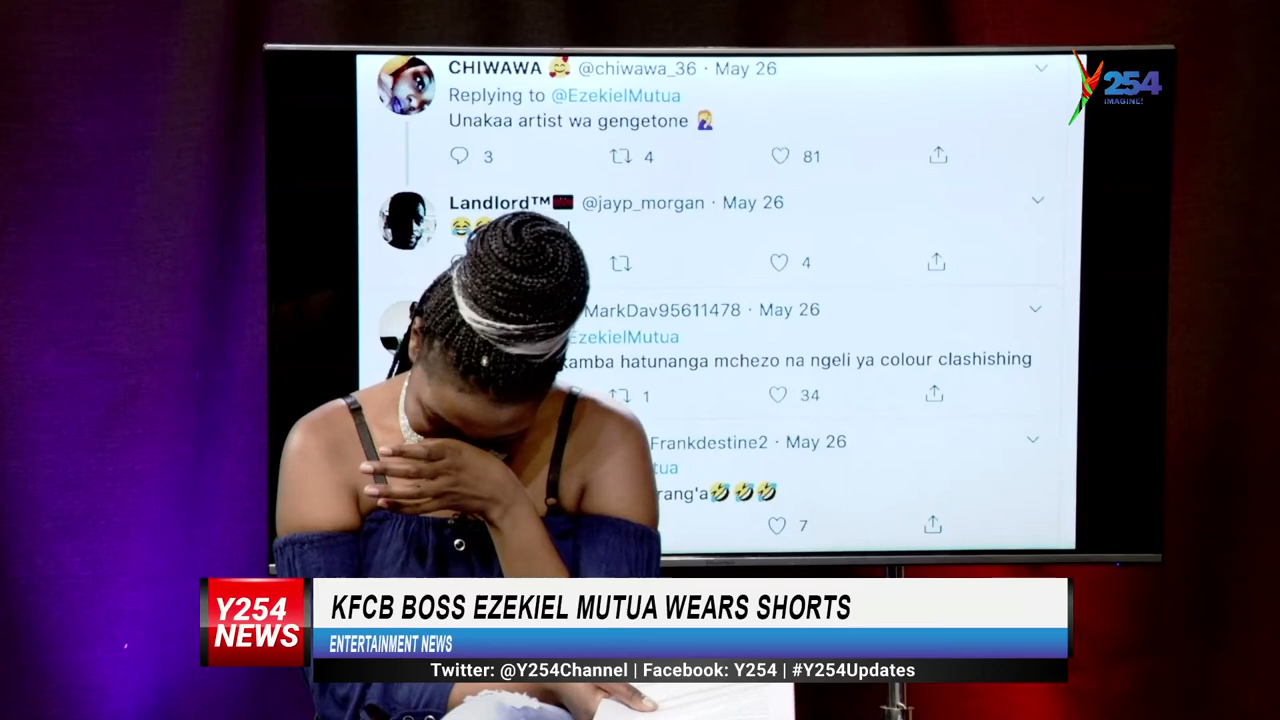 CHIWAWA @chiwawa_36 · May 26
Replying to @EzekielMutua
Unakaa artist wa gengetone
3 4 81
Landlord™ @jayp_morgan · May 26
4
MarkDav95611478 · May 26
EzekielMutua
kamba hatunanga mchezo na ngeli ya colour clashishing
1 34
Frankdestine2 · May 26
7
254
IMAGINE!
Y254
NEWS
KFCB BOSS EZEKIEL MUTUA WEARS SHORTS
ENTERTAINMENT NEWS
Twitter: @Y254Channel | Facebook: Y254 | #Y254Updates